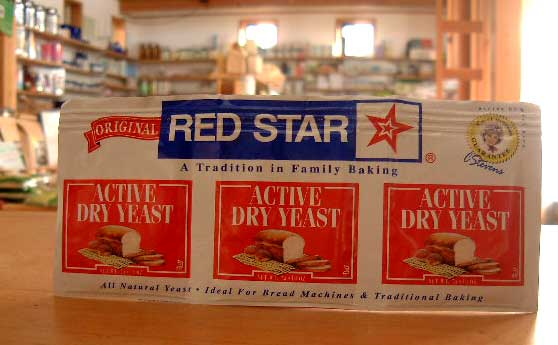 ORIGINAL
RED STAR
®
A Tradition in Family Baking
Stevens
ACTIVE
DRY YEAST
ACTIVE
DRY YEAST
ACTIVE
DRY YEAST
All Natural Yeast • Ideal For Bread Machines & Traditional Baking